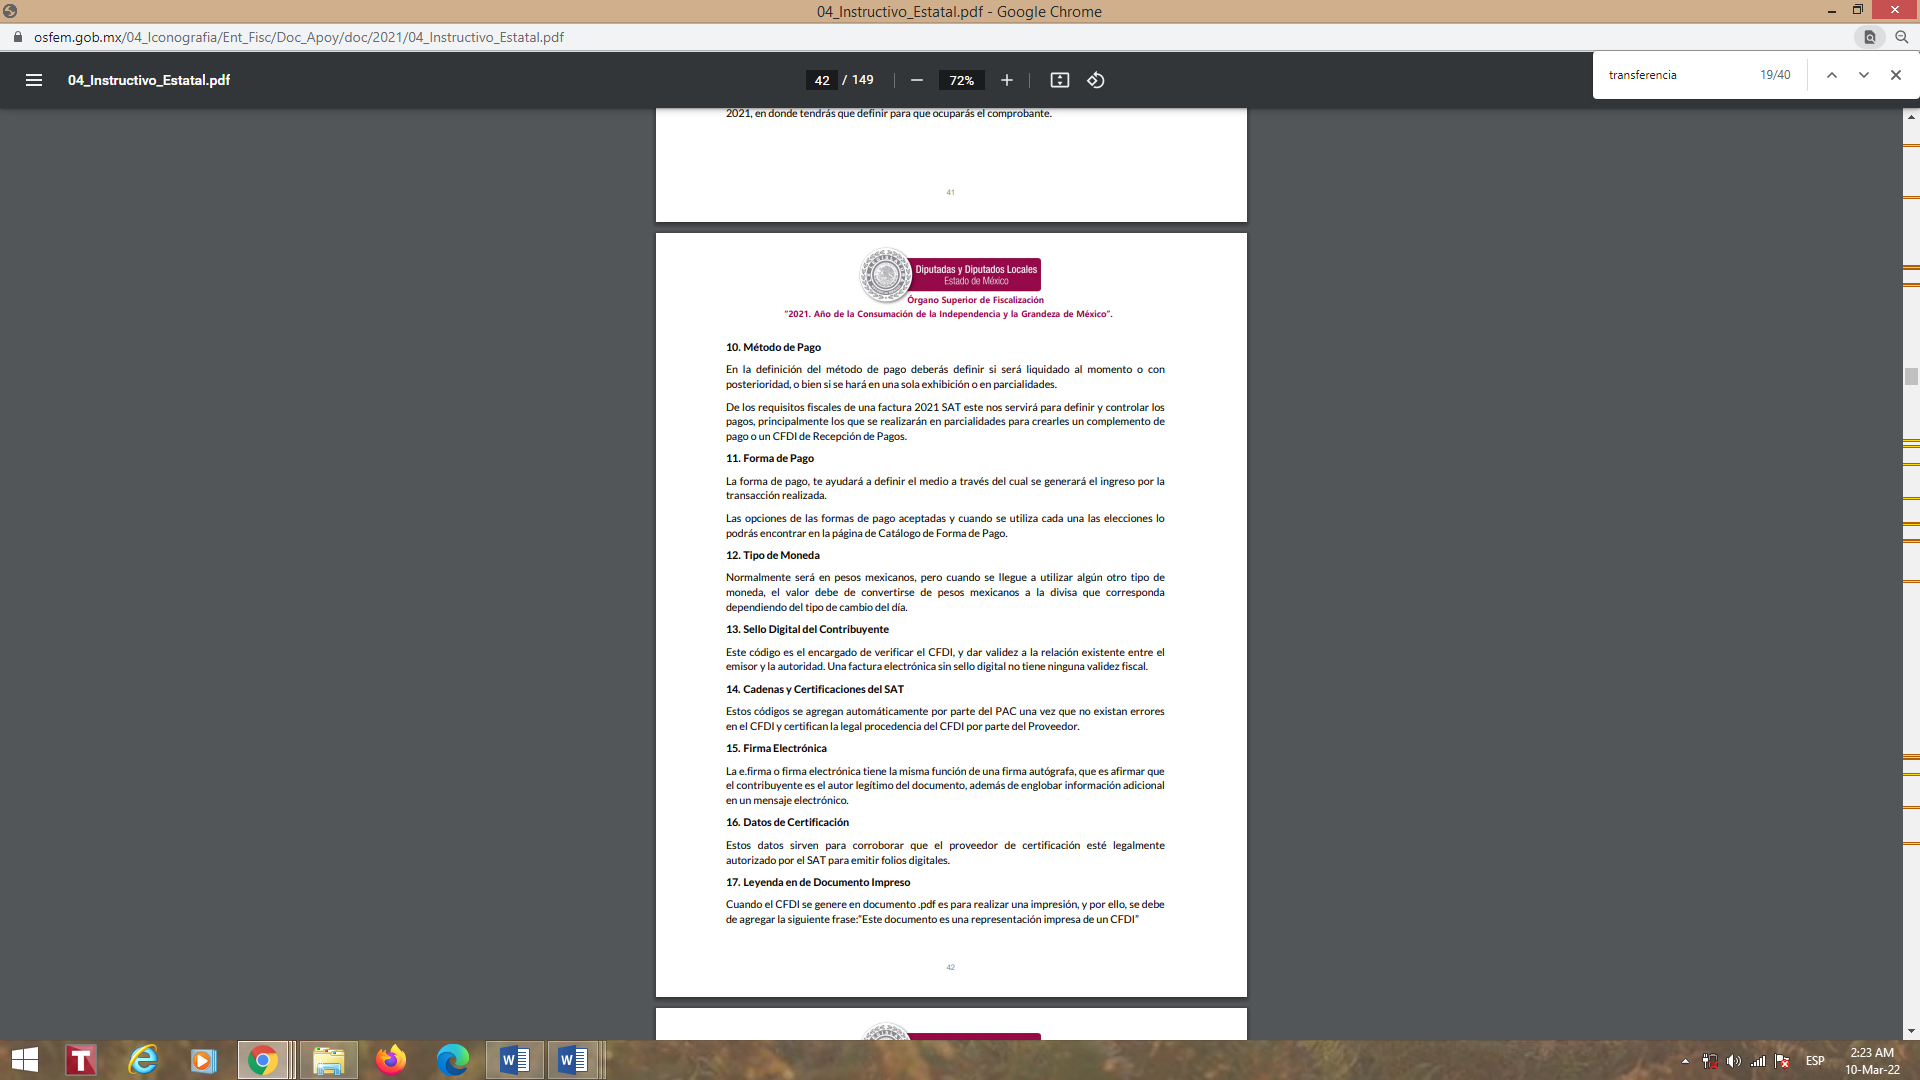 04_Instructivo_Estatal.pdf - Google Chrome
osfem.gob.mx/04_Iconografia/Ent_Fisc/Doc_Apoy/doc/2021/04_Instructivo_Estatal.pdf
04_Instructivo_Estatal.pdf
42 / 149
72%
transferencia
19/40
2021, en donde tendrás que definir para que ocuparás el comprobante.
41
Diputadas y Diputados Locales
Estado de México
Órgano Superior de Fiscalización
"2021. Año de la Consumación de la Independencia y la Grandeza de México".
10. Método de Pago
En la definición del método de pago deberás definir si será liquidado al momento o con
posterioridad, o bien si se hará en una sola exhibición o en parcialidades.
De los requisitos fiscales de una factura 2021 SAT este nos servirá para definir y controlar los
pagos, principalmente los que se realizarán en parcialidades para crearles un complemento de
pago o un CFDI de Recepción de Pagos.
11. Forma de Pago
La forma de pago, te ayudará a definir el medio a través del cual se generará el ingreso por la
transacción realizada.
Las opciones de las formas de pago aceptadas y cuando se utiliza cada una las elecciones lo
podrás encontrar en la página de Catálogo de Forma de Pago.
12. Tipo de Moneda
Normalmente será en pesos mexicanos, pero cuando se llegue a utilizar algún otro tipo de
moneda, el valor debe de convertirse de pesos mexicanos a la divisa que corresponda
dependiendo del tipo de cambio del día.
13. Sello Digital del Contribuyente
Este código es el encargado de verificar el CFDI, y dar validez a la relación existente entre el
emisor y la autoridad. Una factura electrónica sin sello digital no tiene ninguna validez fiscal.
14. Cadenas y Certificaciones del SAT
Estos códigos se agregan automáticamente por parte del PAC una vez que no existan errores
en el CFDI y certifican la legal procedencia del CFDI por parte del Proveedor.
15. Firma Electrónica
La e.firma o firma electrónica tiene la misma función de una firma autógrafa, que es afirmar que
el contribuyente es el autor legítimo del documento, además de englobar información adicional
en un mensaje electrónico.
16. Datos de Certificación
Estos datos sirven para corroborar que el proveedor de certificación esté legalmente
autorizado por el SAT para emitir folios digitales.
17. Leyenda en de Documento Impreso
Cuando el CFDI se genere en documento .pdf es para realizar una impresión, y por ello, se debe
de agregar la siguiente frase:"Este documento es una representación impresa de un CFDI"
42
ESP
2:23 AM
10-Mar-22